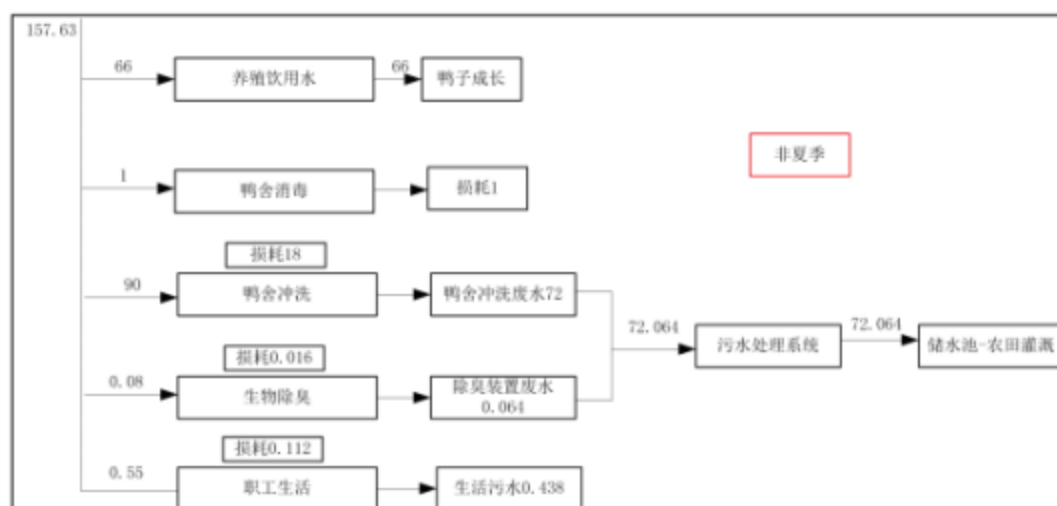 157.63
66
养殖饮用水
66
鸭子成长
非夏季
1
鸭舍消毒
损耗1
损耗18
90
鸭舍冲洗
鸭舍冲洗废水72
72.064
污水处理系统
72.064
储水池-农田灌溉
损耗0.016
0.08
生物除臭
除臭装置废水
0.064
损耗0.112
0.55
职工生活
生活污水0.438